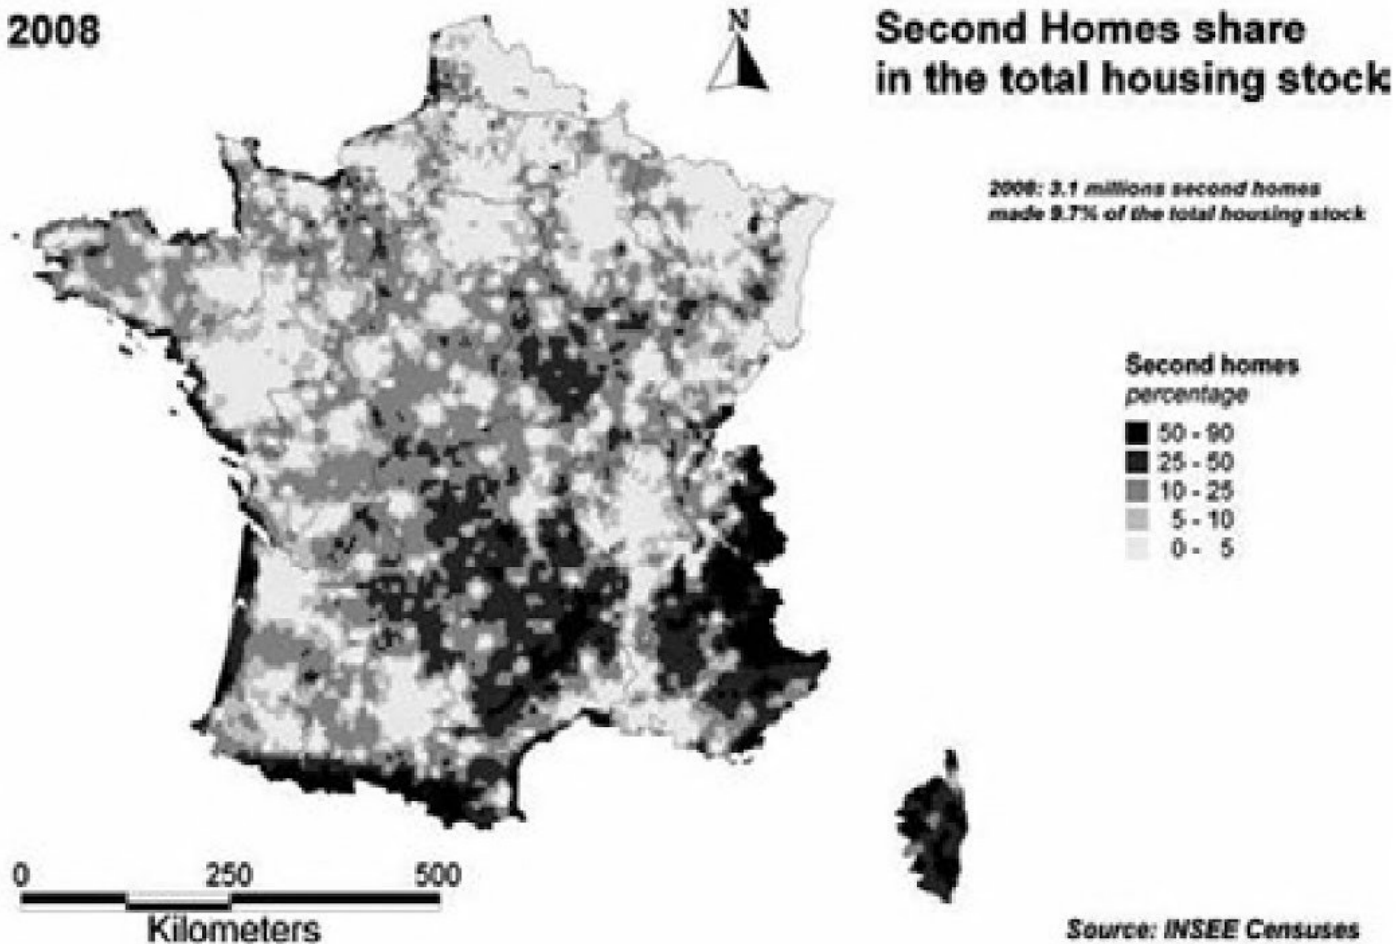 2008
N
Second Homes share
in the total housing stock
2008: 3.1 millions second homes
made 9.7% of the total housing stock
Second homes
percentage
50 - 90
25 - 50
10 - 25
5 - 10
0 - 5
0 250 500
Kilometers
Source: INSEE Censuses